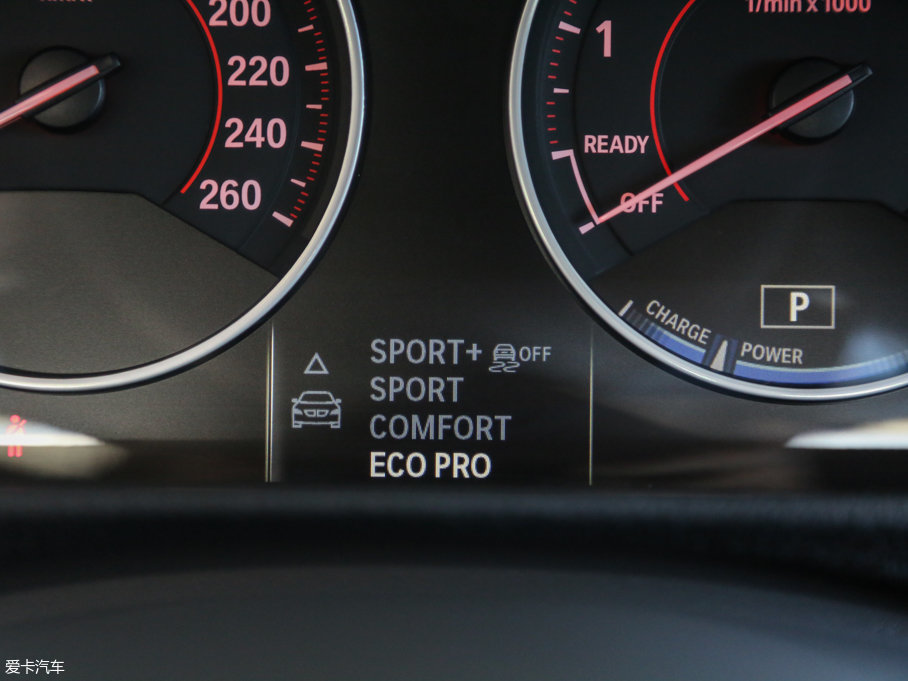 200
220
240
260
1/min x 1000
1
READY
OFF
P
CHARGE
POWER
SPORT+ OFF
SPORT
COMFORT
ECO PRO
爱卡汽车